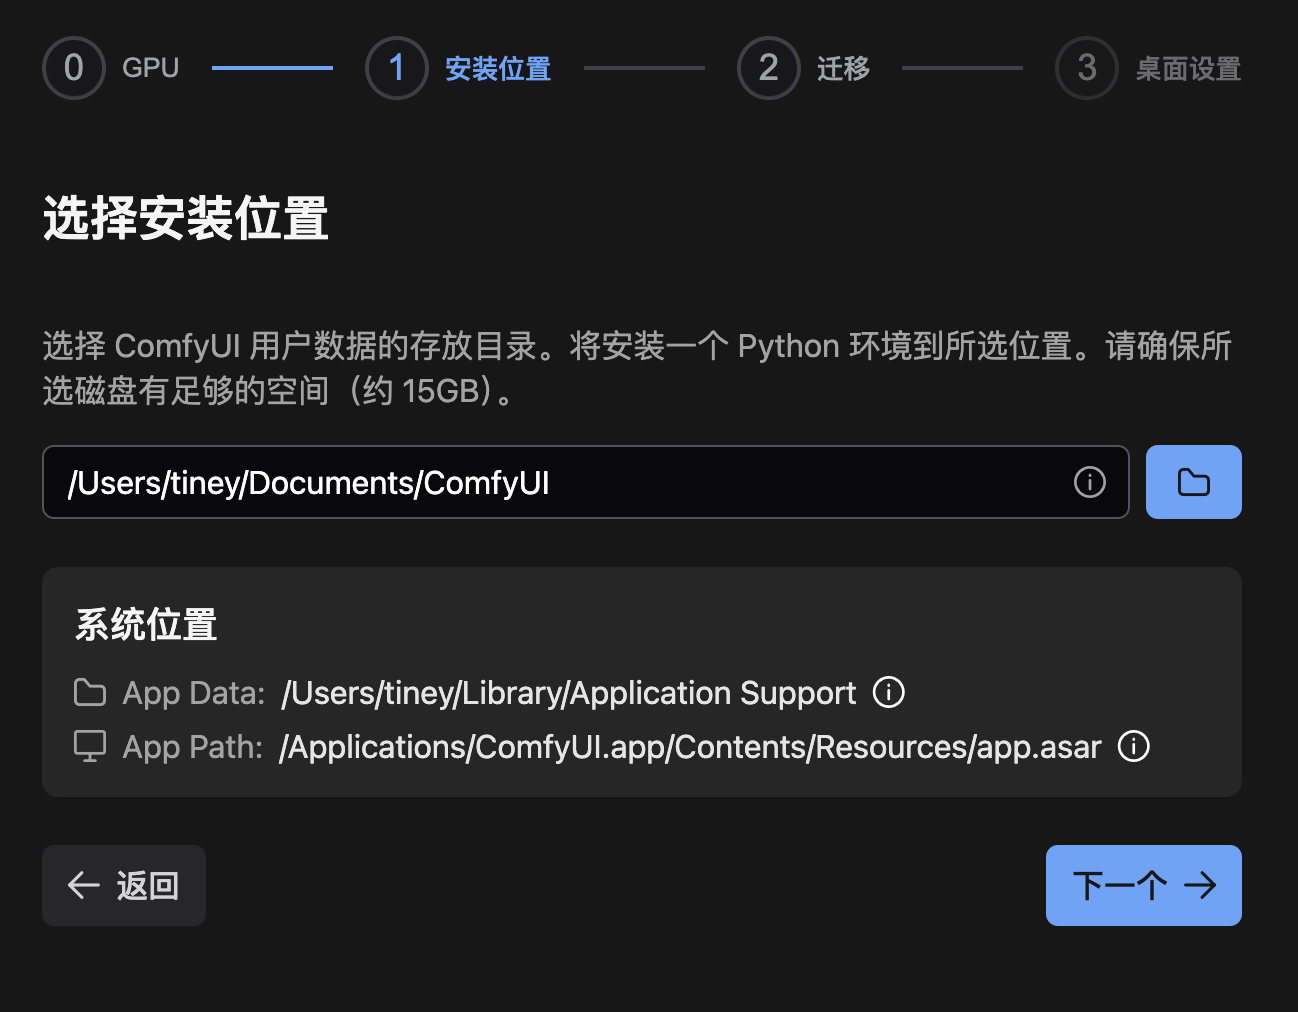 0 GPU 1 安装位置 2 迁移 3 桌面设置
选择安装位置
选择 ComfyUI 用户数据的存放目录。将安装一个 Python 环境到所选位置。请确保所
选磁盘有足够的空间（约 15GB）。
/Users/tiney/Documents/ComfyUI
系统位置
App Data: /Users/tiney/Library/Application Support
App Path: /Applications/ComfyUI.app/Contents/Resources/app.asar
返回 下一个